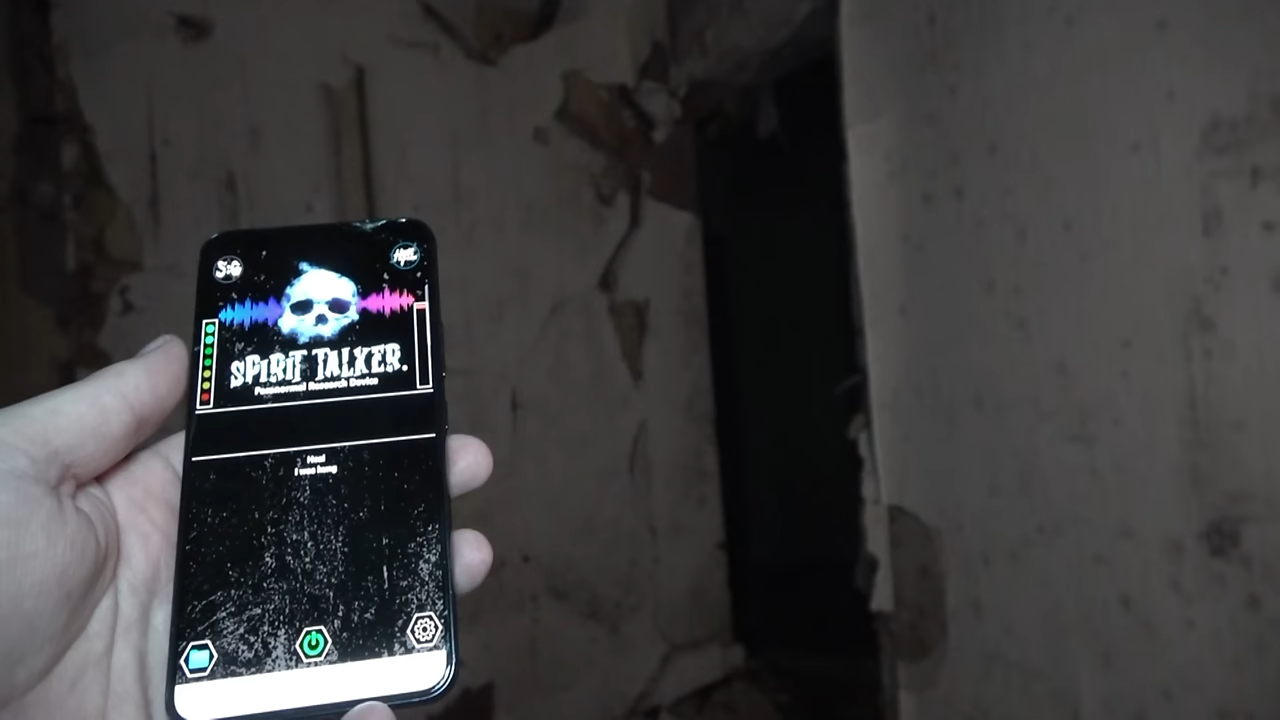 SPIRIT TALKER.
Paranormal Research Device
Heal
I was hung